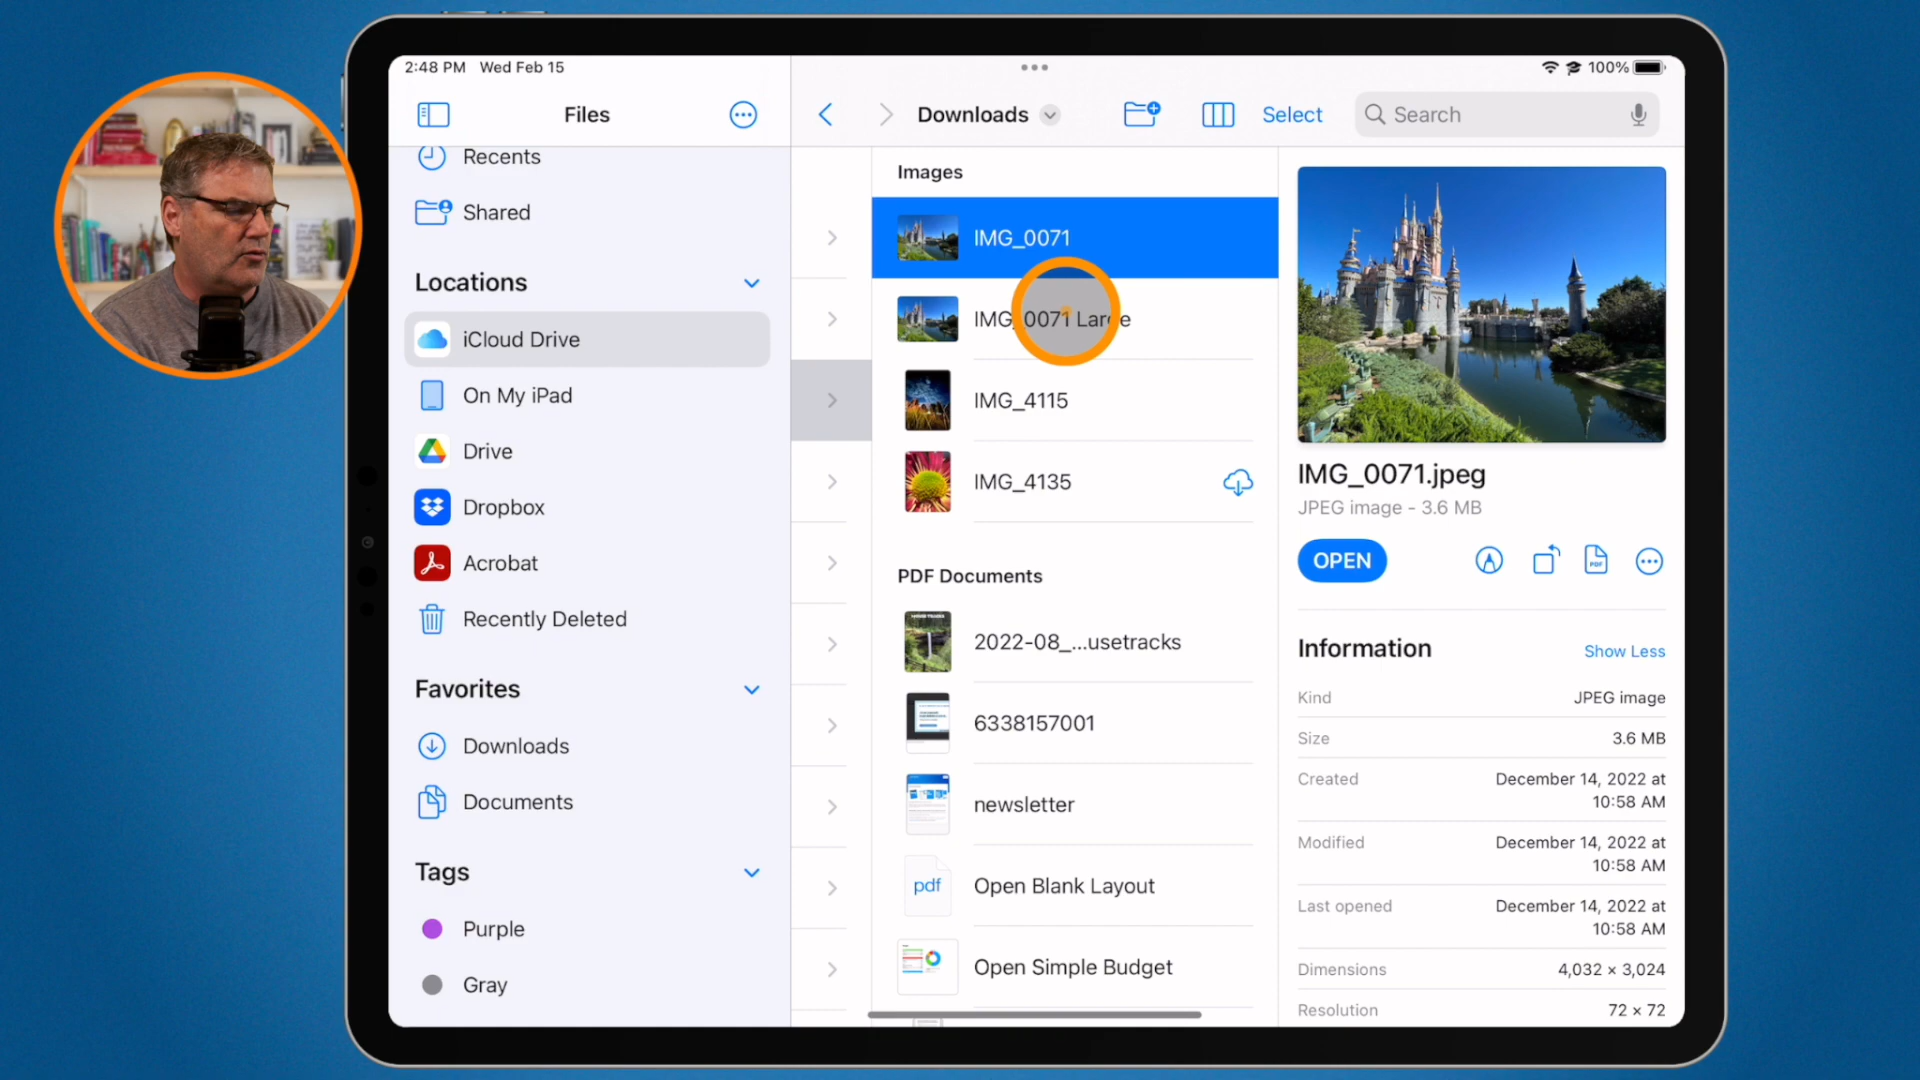 2:48 PM Wed Feb 15
100%
Files
Downloads
Select
Search
Recents
Shared
Locations
iCloud Drive
On My iPad
Drive
Dropbox
Acrobat
Recently Deleted
Favorites
Downloads
Documents
Tags
Purple
Gray
Images
IMG_0071
IMG_0071 Large
IMG_4115
IMG_4135
PDF Documents
2022-08_...usetracks
6338157001
newsletter
pdf
Open Blank Layout
Open Simple Budget
IMG_0071.jpeg
JPEG image - 3.6 MB
OPEN
PDF
Information
Show Less
Kind
JPEG image
Size
3.6 MB
Created
December 14, 2022 at
10:58 AM
Modified
December 14, 2022 at
10:58 AM
Last opened
December 14, 2022 at
10:58 AM
Dimensions
4,032 × 3,024
Resolution
72 × 72